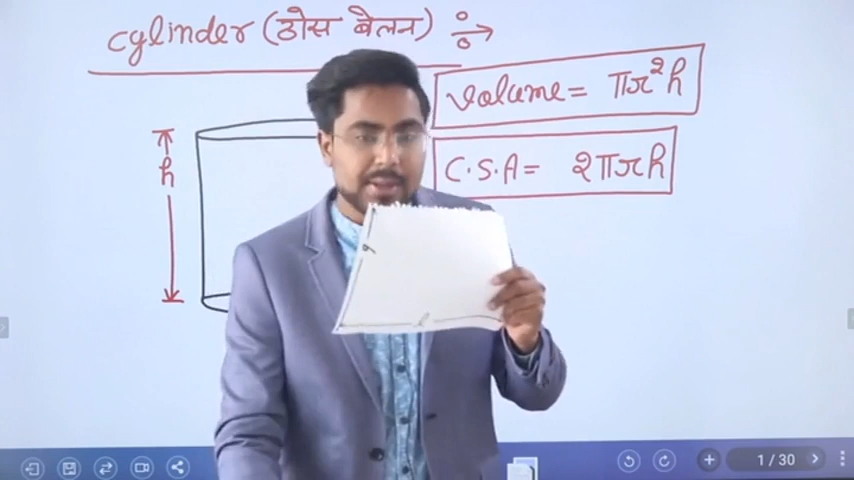 cylinder (ठोस बेलन) ÷→
Volume = πr²h
h
C.S.A = 2πrh
1 / 30